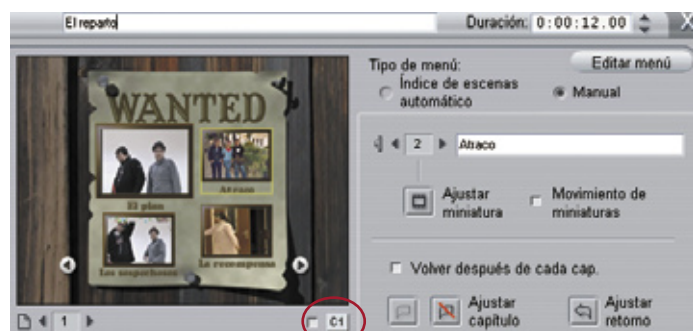 El reparto
Duración: 0:00:12.00
X
Tipo de menú:
Editar menú
Índice de escenas
automático
Manual
WANTED
El plan
Atraco
Los sospechosos
La recompensa
2
Atraco
Ajustar
miniatura
Movimiento de
miniaturas
Volver después de cada cap.
Ajustar
capítulo
Ajustar
retorno
1
C1